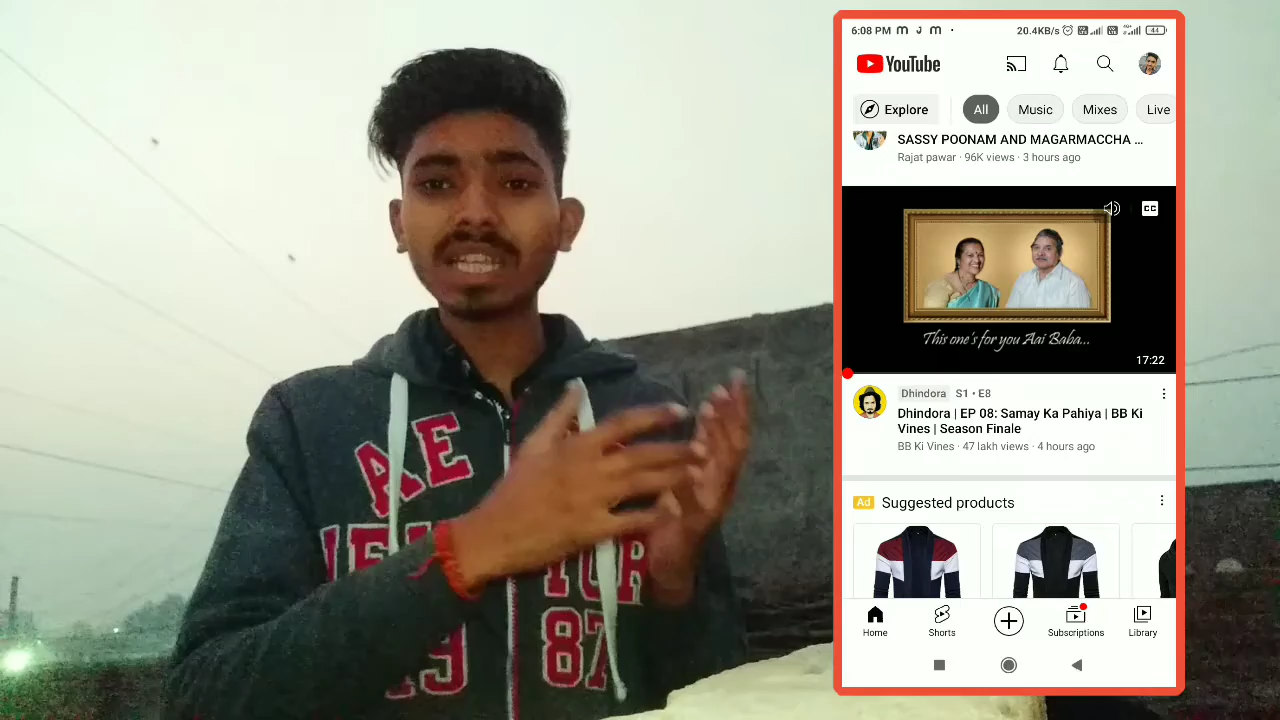 AE
19
87
6:08 PM
20.4KB/s
44
YouTube
Explore
All
Music
Mixes
Live
SASSY POONAM AND MAGARMACCHA ...
Rajat pawar · 96K views · 3 hours ago
CC
This one's for you Aai Baba...
17:22
Dhindora S1 • E8
Dhindora | EP 08: Samay Ka Pahiya | BB Ki
Vines | Season Finale
BB Ki Vines · 47 lakh views · 4 hours ago
Ad Suggested products
Home
Shorts
Subscriptions
Library